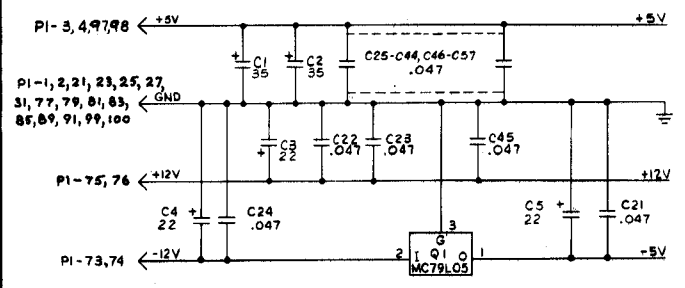 P1-3,4,97,98
+5V
+5V
C1
35
C2
35
C25-C44, C46-C57
.047
P1-1,2,21,23,25,27,
31,77,79,81,83,
85,89,91,99,100
GND
C3
22
C22
.047
C23
.047
C45
.047
P1-75,76
+12V
+12V
C4
22
C24
.047
C5
22
C21
.047
3
G
P1-73,74
-12V
2
I Q1 O
1
-5V
MC79L05